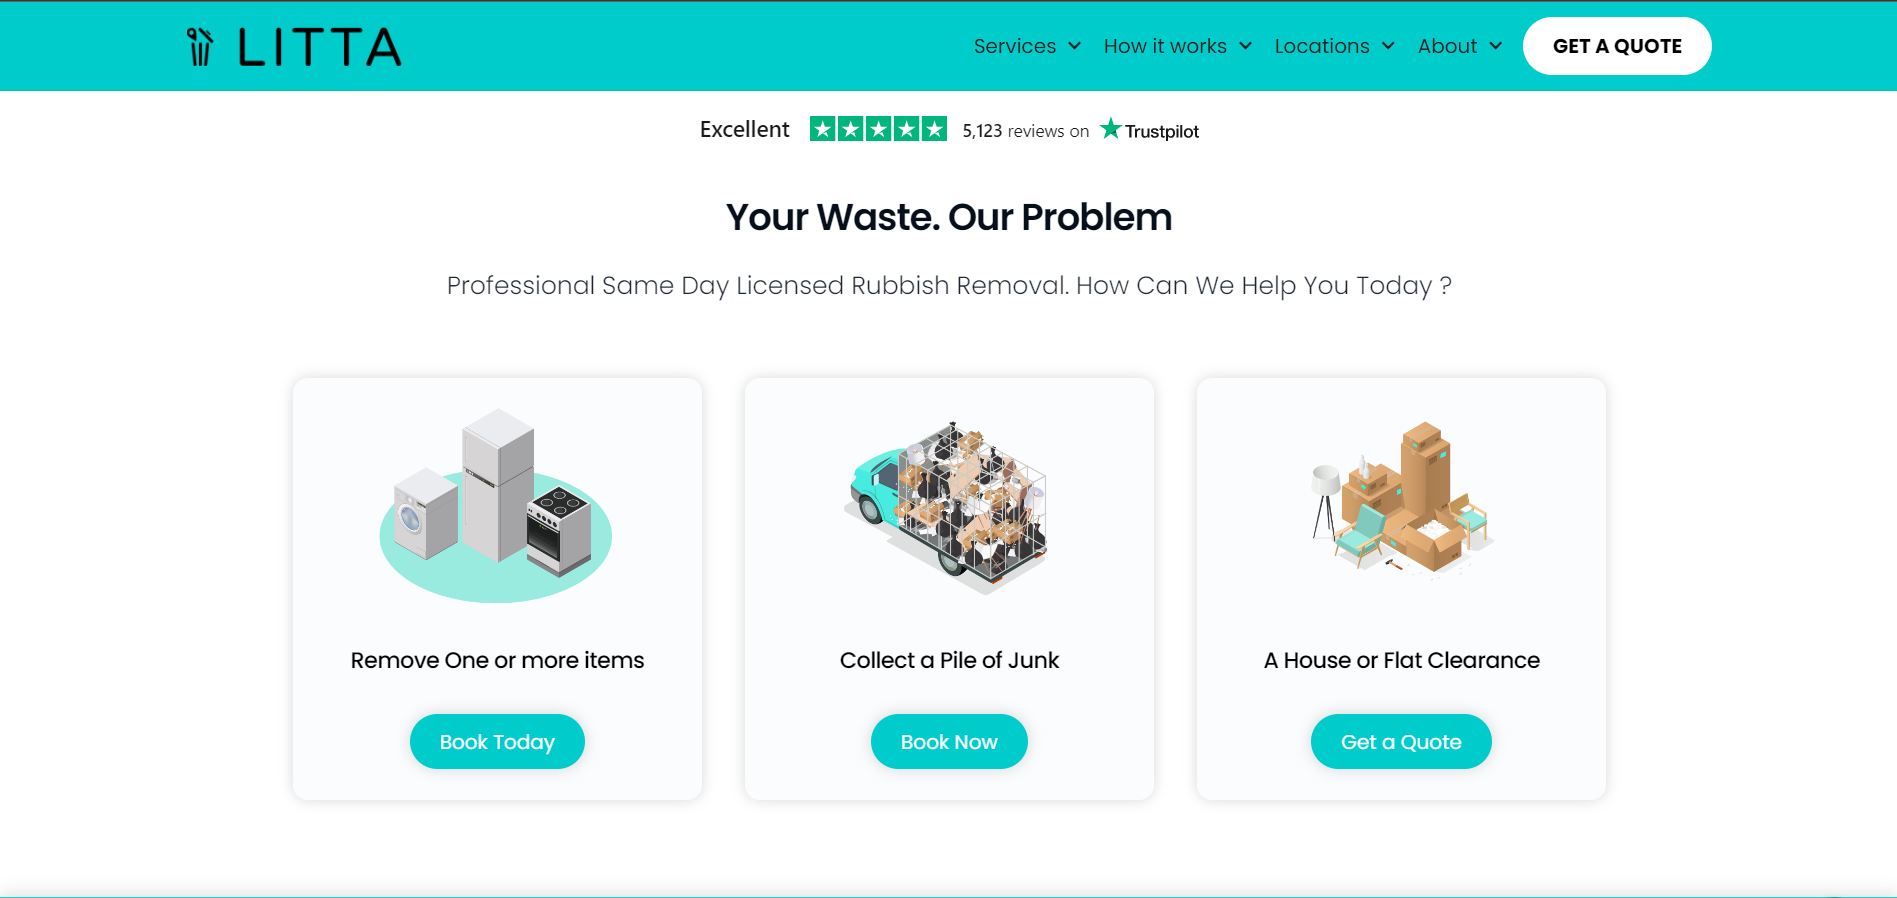 LITTA
Services How it works Locations About GET A QUOTE
Excellent 5,123 reviews on Trustpilot
Your Waste. Our Problem
Professional Same Day Licensed Rubbish Removal. How Can We Help You Today ?
Remove One or more items
Book Today
Collect a Pile of Junk
Book Now
A House or Flat Clearance
Get a Quote